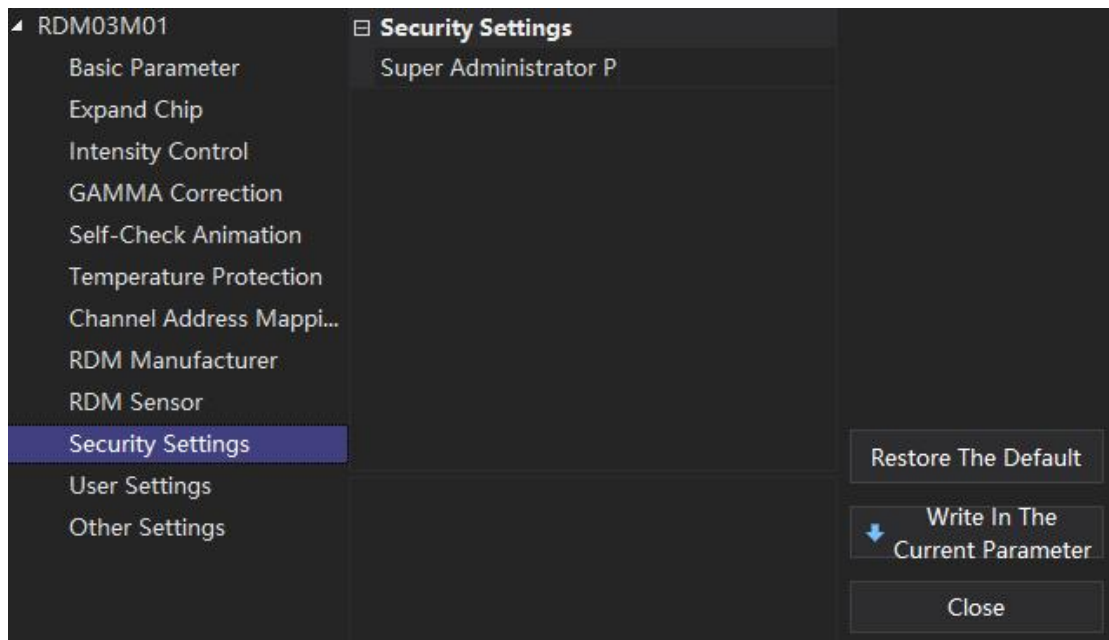 RDM03M01
Basic Parameter
Expand Chip
Intensity Control
GAMMA Correction
Self-Check Animation
Temperature Protection
Channel Address Mappi...
RDM Manufacturer
RDM Sensor
Security Settings
User Settings
Other Settings
Security Settings
Super Administrator P
Restore The Default
Write In The
Current Parameter
Close